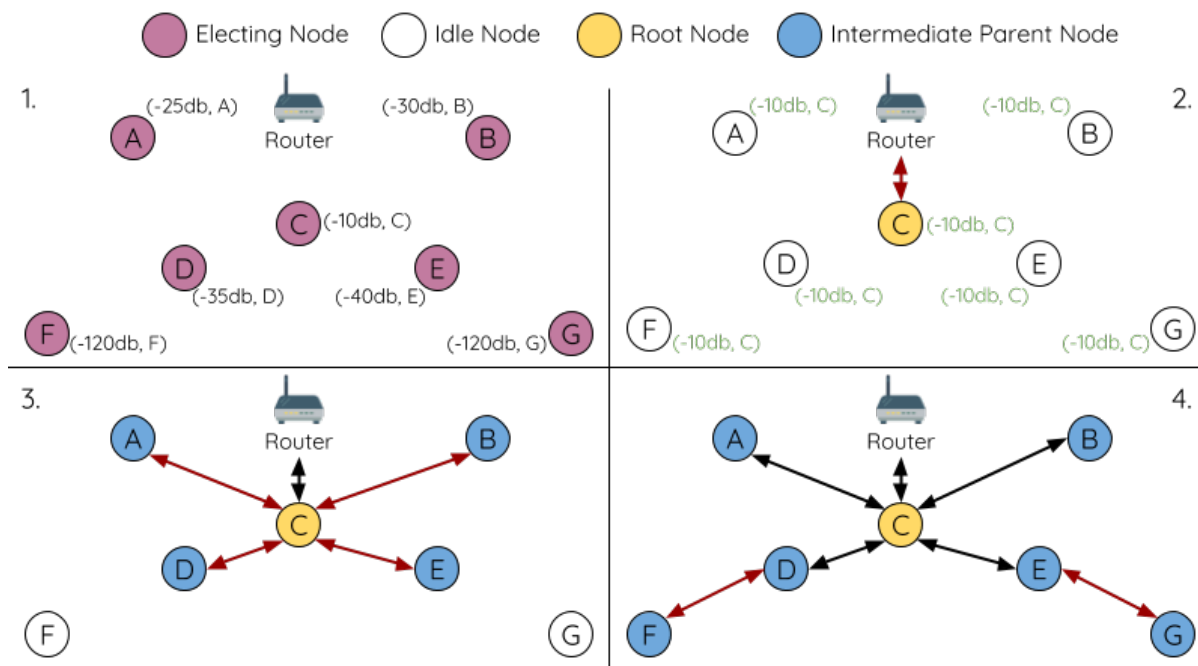 Electing Node
Idle Node
Root Node
Intermediate Parent Node
1.
(-25db, A)
A
Router
(-30db, B)
B
C
(-10db, C)
D
(-35db, D)
E
(-40db, E)
F
(-120db, F)
G
(-120db, G)
2.
(-10db, C)
A
Router
(-10db, C)
B
C
(-10db, C)
D
(-10db, C)
E
(-10db, C)
F
(-10db, C)
G
(-10db, C)
3.
A
Router
B
C
D
E
F
G
4.
A
Router
B
C
D
E
F
G